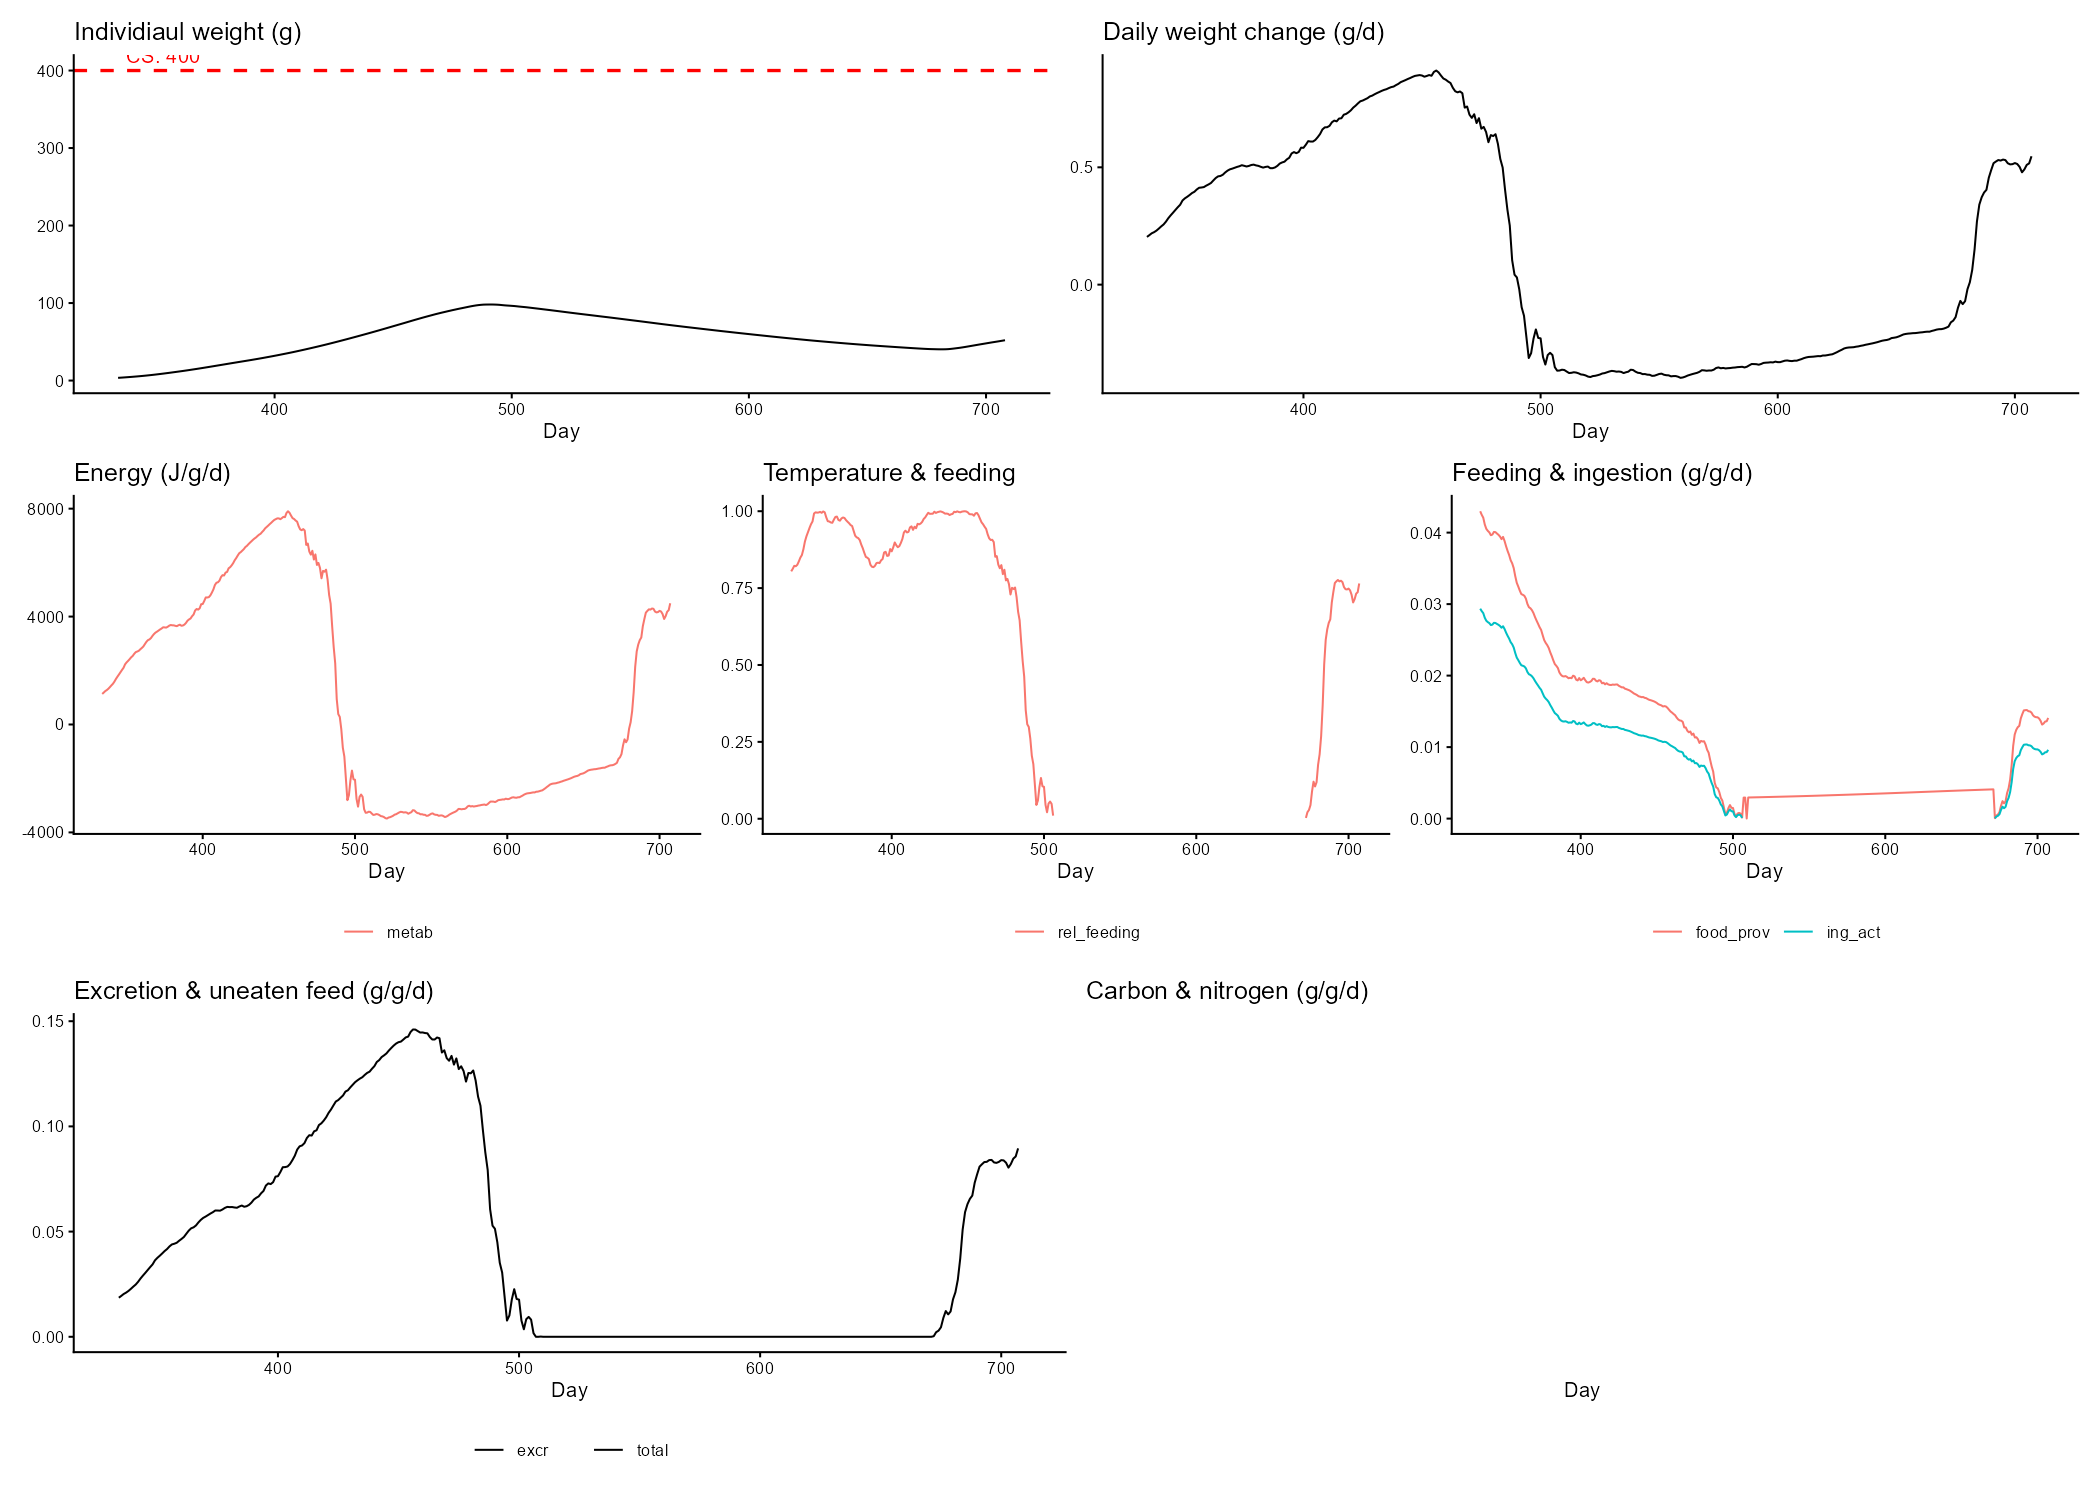 Individiaul weight (g)
CS: 400
400
300
200
100
0
400 500 600 700
Day
Daily weight change (g/d)
0.5
0.0
400 500 600 700
Day
Energy (J/g/d)
8000
4000
0
-4000
400 500 600 700
Day
metab
Temperature & feeding
1.00
0.75
0.50
0.25
0.00
400 500 600 700
Day
rel_feeding
Feeding & ingestion (g/g/d)
0.04
0.03
0.02
0.01
0.00
400 500 600 700
Day
food_prov ing_act
Excretion & uneaten feed (g/g/d)
0.15
0.10
0.05
0.00
400 500 600 700
Day
excr total
Carbon & nitrogen (g/g/d)
Day